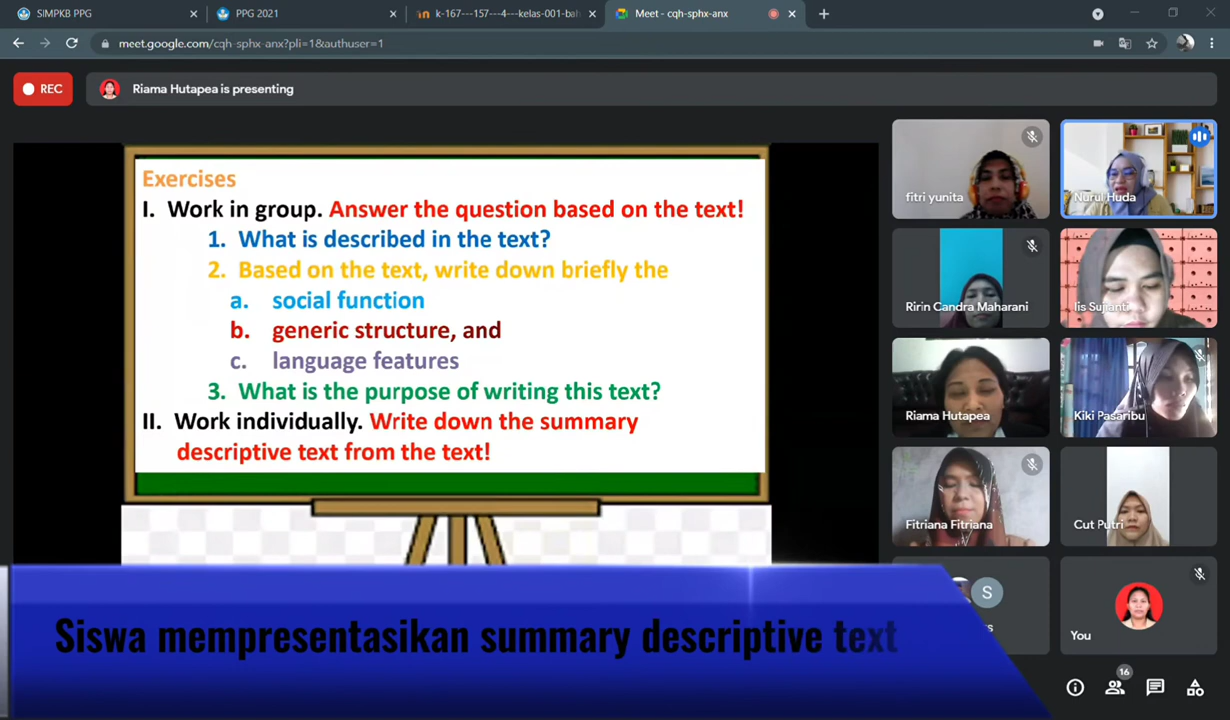 SIMPKB PPG
PPG 2021
k-167---157---4---kelas-001-bah
Meet - cqh-sphx-anx
meet.google.com/cqh-sphx-anx?pli=1&authuser=1
REC
Riama Hutapea is presenting
Exercises
I. Work in group. Answer the question based on the text!
1. What is described in the text?
2. Based on the text, write down briefly the
a. social function
b. generic structure, and
c. language features
3. What is the purpose of writing this text?
II. Work individually. Write down the summary
descriptive text from the text!
fitri yunita
Nurul Huda
Ririn Candra Maharani
Iis Sujianti
Riama Hutapea
Kiki Pasaribu
Fitriana Fitriana
Cut Putri
S
You
16
Siswa mempresentasikan summary descriptive text